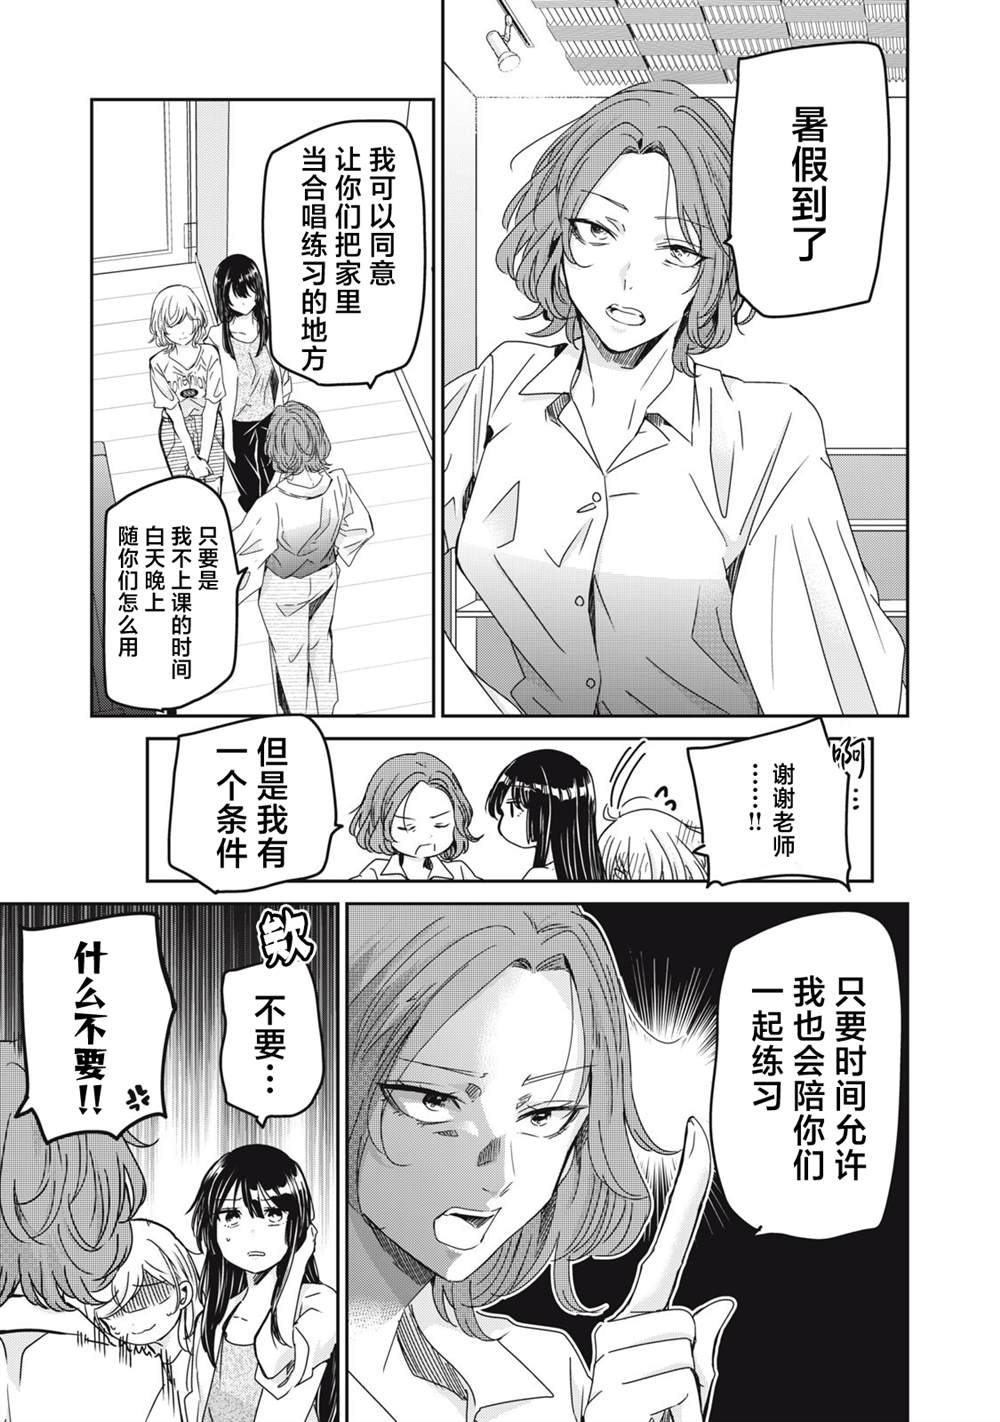 暑假到了
我可以同意
让你们把家里
当合唱练习的地方
只要是
我不上课的时间
白天晚上
随你们怎么用
啊…
谢谢老师
……!!
但是我有
一个条件
只要时间允许
我也会陪你们
一起练习
欸
不要…
什么不要!!